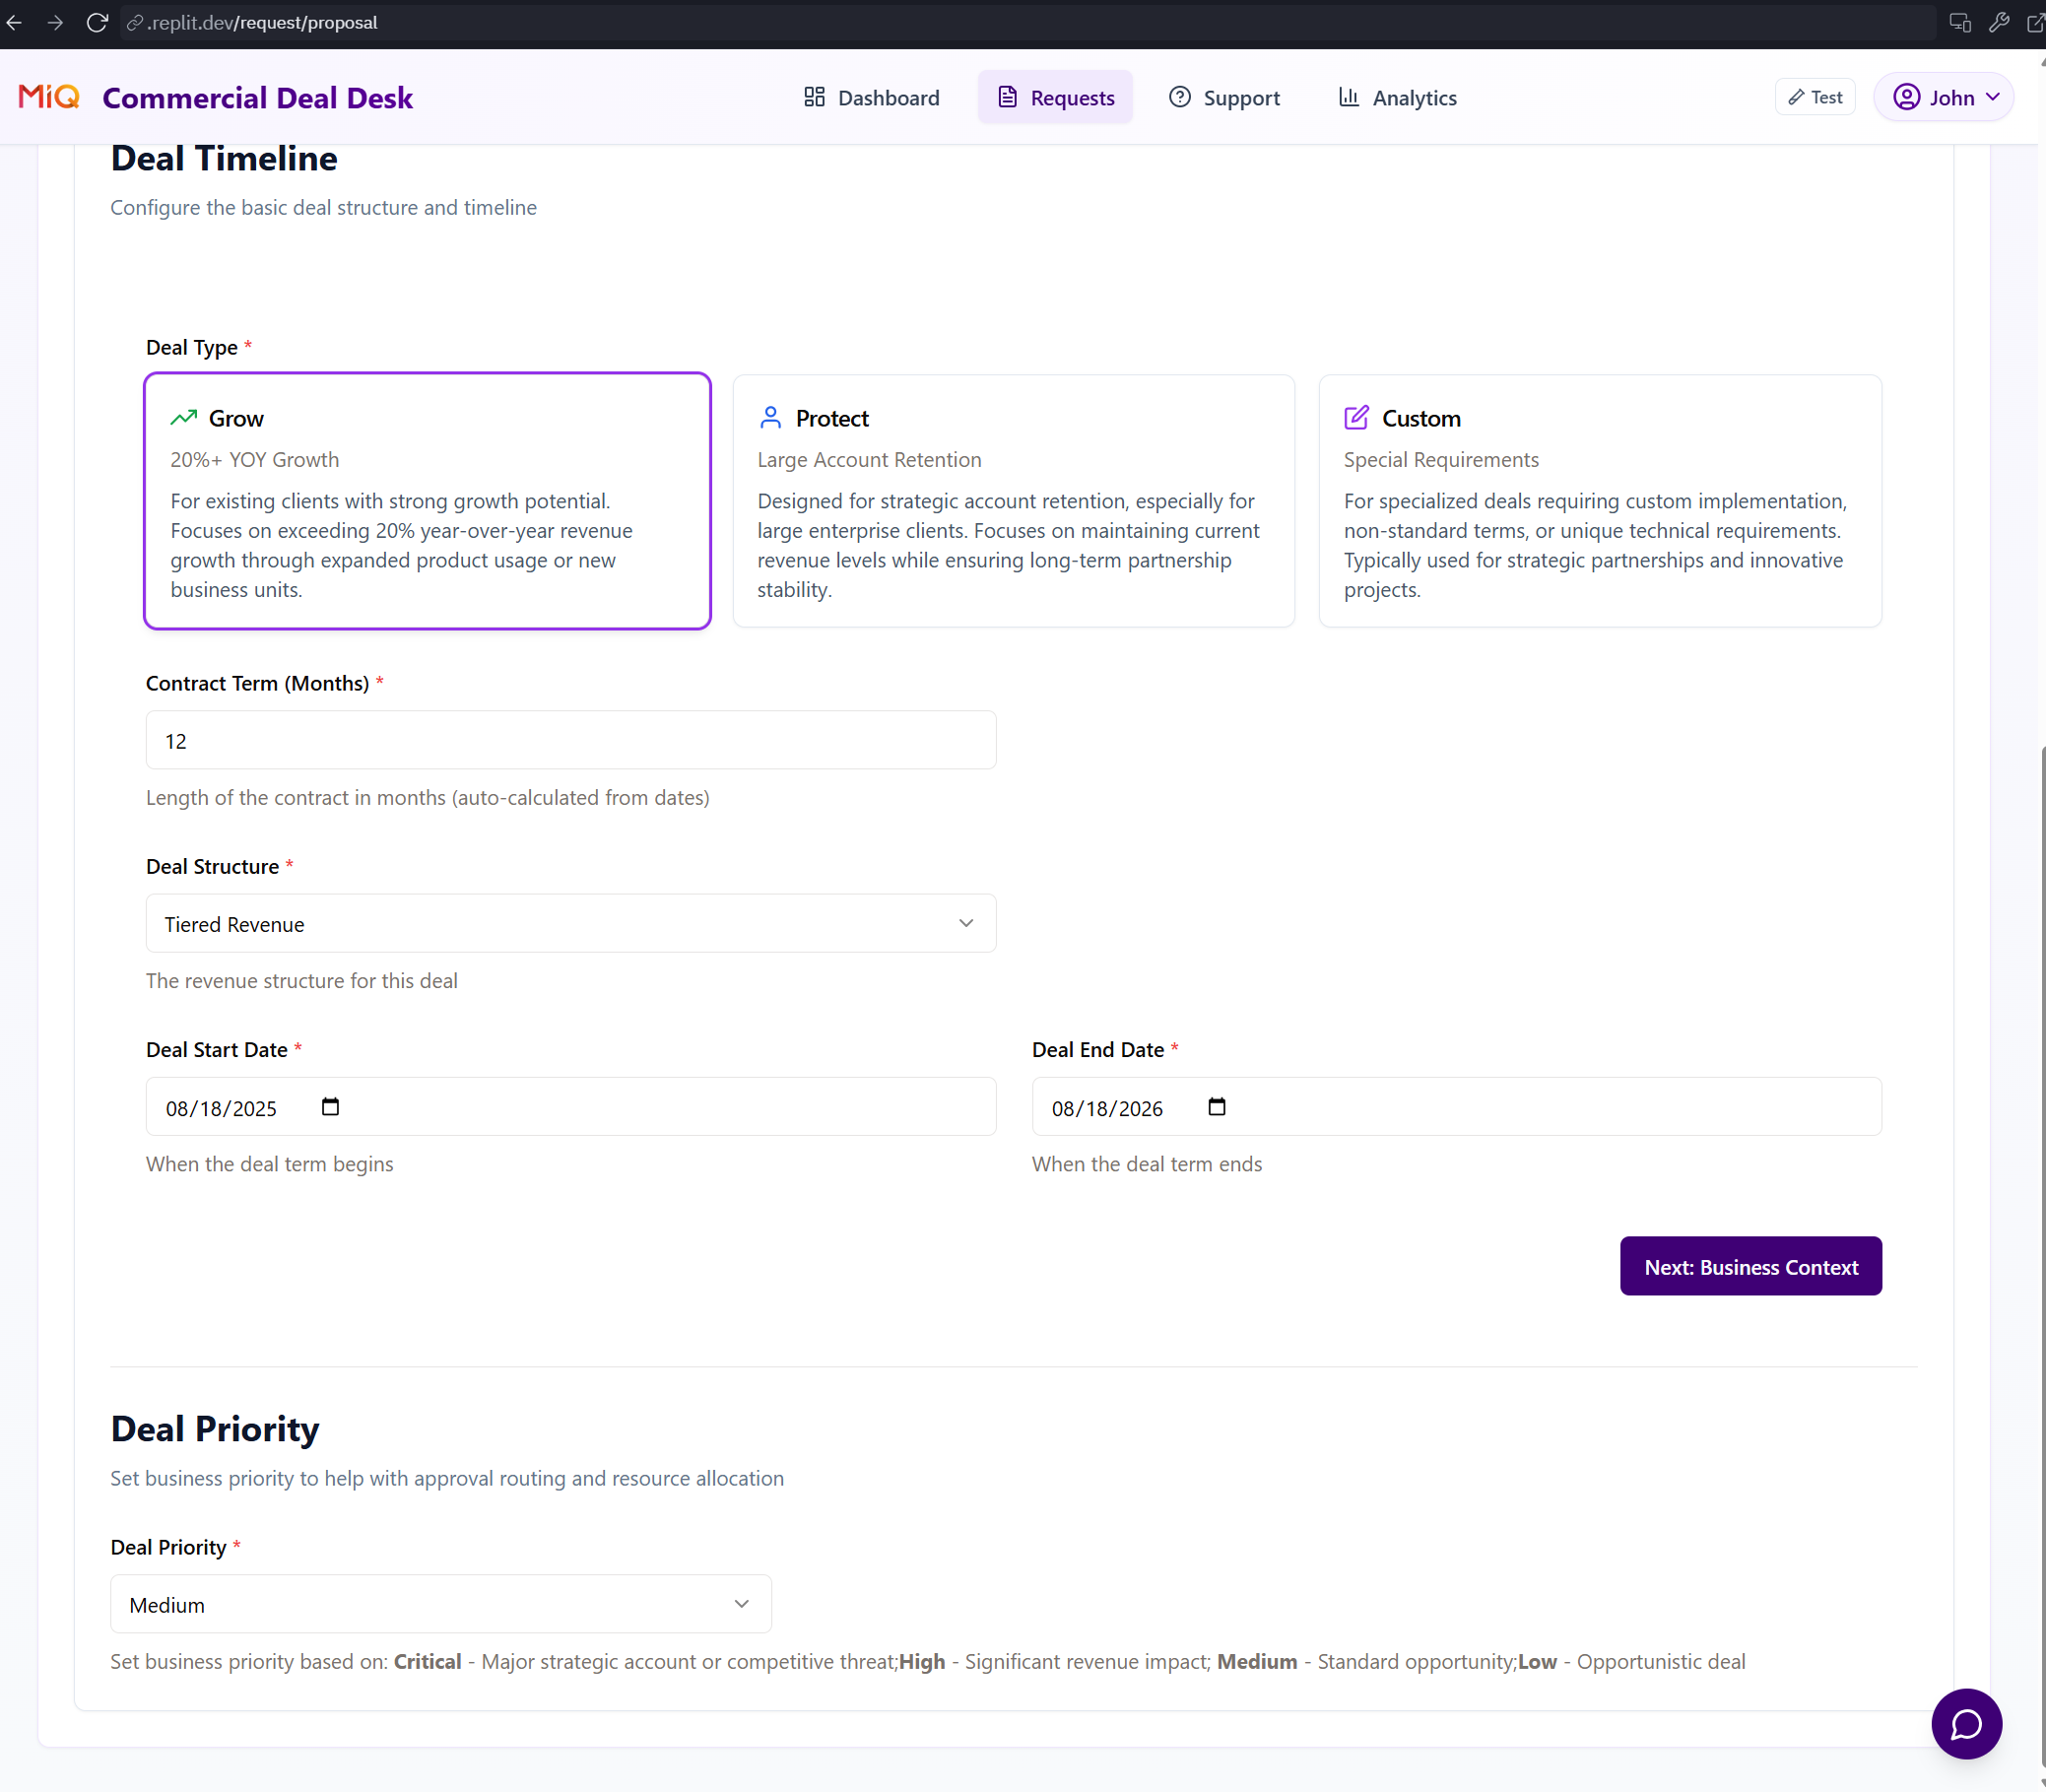 .replit.dev/request/proposal
MiQ Commercial Deal Desk Dashboard Requests Support Analytics Test John
Deal Timeline
Configure the basic deal structure and timeline
Deal Type *
Grow
20%+ YOY Growth
For existing clients with strong growth potential.
Focuses on exceeding 20% year-over-year revenue
growth through expanded product usage or new
business units.
Protect
Large Account Retention
Designed for strategic account retention, especially for
large enterprise clients. Focuses on maintaining current
revenue levels while ensuring long-term partnership
stability.
Custom
Special Requirements
For specialized deals requiring custom implementation,
non-standard terms, or unique technical requirements.
Typically used for strategic partnerships and innovative
projects.
Contract Term (Months) *
12
Length of the contract in months (auto-calculated from dates)
Deal Structure *
Tiered Revenue
The revenue structure for this deal
Deal Start Date *
08/18/2025
When the deal term begins
Deal End Date *
08/18/2026
When the deal term ends
Next: Business Context
Deal Priority
Set business priority to help with approval routing and resource allocation
Deal Priority *
Medium
Set business priority based on: Critical - Major strategic account or competitive threat;High - Significant revenue impact; Medium - Standard opportunity;Low - Opportunistic deal